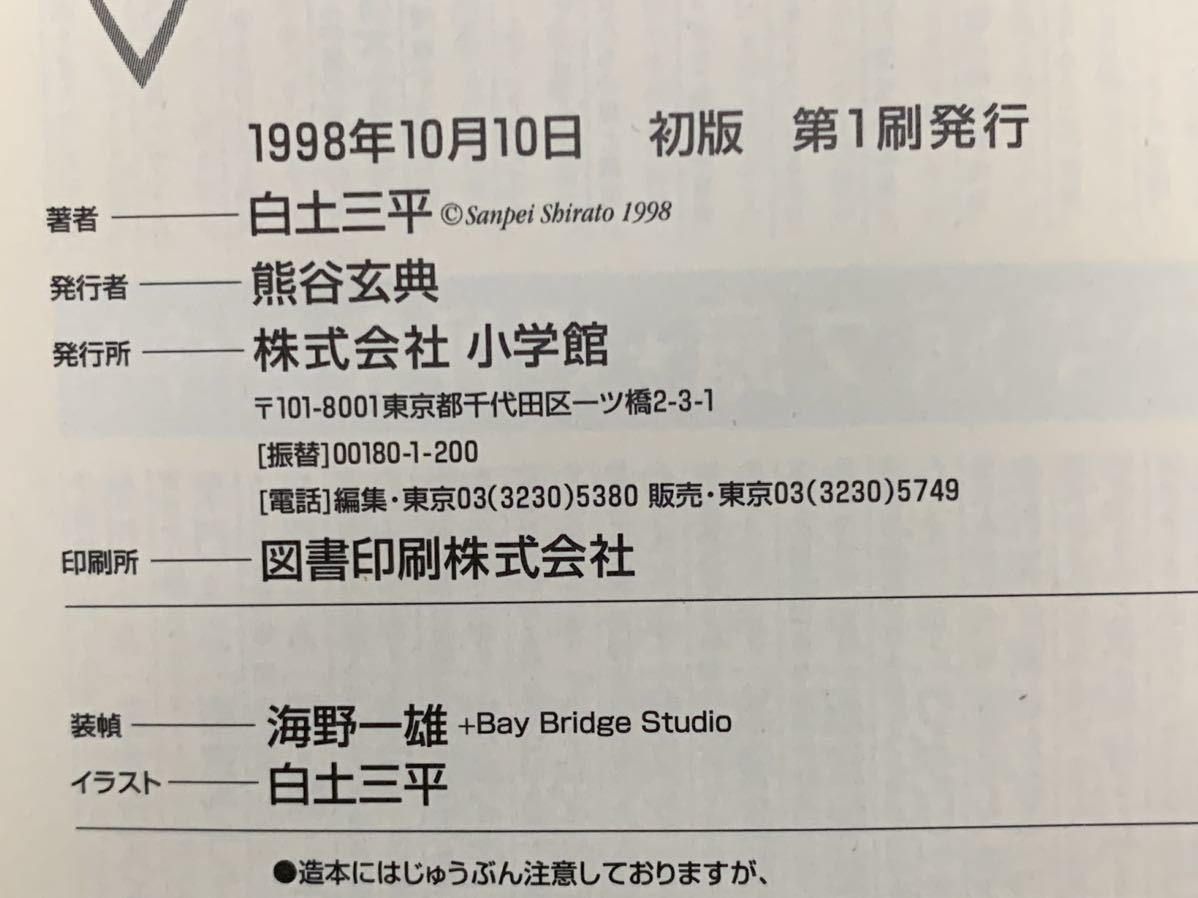 1998年10月10日 初版 第1刷発行
著者 白土三平 ©Sanpei Shirato 1998
発行者 熊谷玄典
発行所 株式会社 小学館
〒101-8001東京都千代田区一ツ橋2-3-1
[振替]00180-1-200
[電話]編集・東京03(3230)5380 販売・東京03(3230)5749
印刷所 図書印刷株式会社
装幀 海野一雄+Bay Bridge Studio
イラスト 白土三平
●造本にはじゅうぶん注意しておりますが、